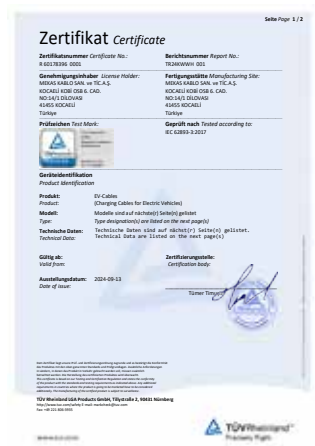 Seite Page 1 / 2
Zertifikat Certificate
Zertifikatsnummer Certificate No.:
R 60178396 0001
Berichtsnummer Report No.:
TR24KWWH 001
Genehmigungsinhaber License Holder:
MEKAS KABLO SAN. ve TİC.A.Ş.
KOCAELİ KOBİ OSB 6. CAD.
NO:14/1 DİLOVASI
41455 KOCAELİ
Türkiye
Fertigungsstätte Manufacturing Site:
MEKAS KABLO SAN. ve TİC.A.Ş.
KOCAELİ KOBİ OSB 6. CAD.
NO:14/1 DİLOVASI
41455 KOCAELİ
Türkiye
Prüfzeichen Test Mark:
Geprüft nach Tested according to:
IEC 62893-3:2017
Geräteidentifikation
Product Identification
Produkt: EV-Cables
Product: (Charging Cables for Electric Vehicles)
Modell: Modelle sind auf nächste(r) Seite(n) gelistet
Type: Type designation(s) are listed on the next page(s)
Technische Daten: Technische Daten sind auf nächst(r) Seite(n) gelistet.
Technical Data: Technical Data are listed on the next page(s)
Gültig ab:
Valid from:
Zertifizierungsstelle:
Certification body:
Ausstellungsdatum: 2024-09-13
Date of issue:
TÜV Rheinland LGA Products GmbH, Tillystraße 2, 90431 Nürnberg
TÜVRheinland
Precisely Right.